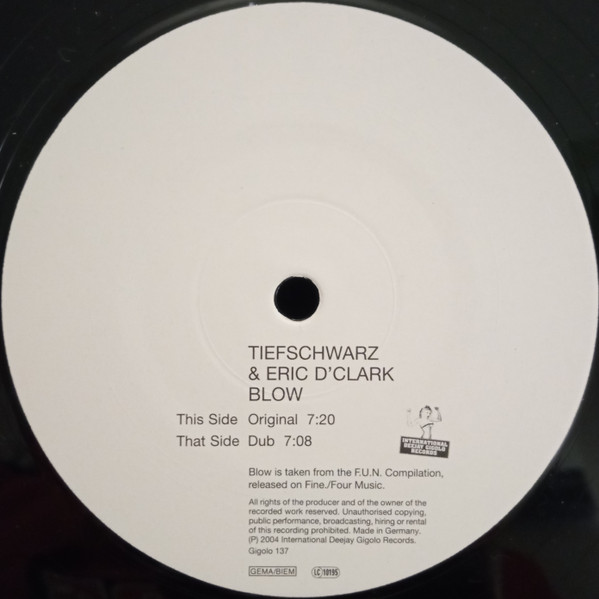 TIEFSCHWARZ
& ERIC D'CLARK
BLOW
This Side Original 7:20
That Side Dub 7:08
INTERNATIONAL
DEEJAY GIGOLO
RECORDS
Blow is taken from the F.U.N. Compilation,
released on Fine./Four Music.
All rights of the producer and of the owner of the
recorded work reserved. Unauthorised copying,
public performance, broadcasting, hiring or rental
of this recording prohibited. Made in Germany.
(P) 2004 International Deejay Gigolo Records.
Gigolo 137
GEMA/BIEM LC 10195